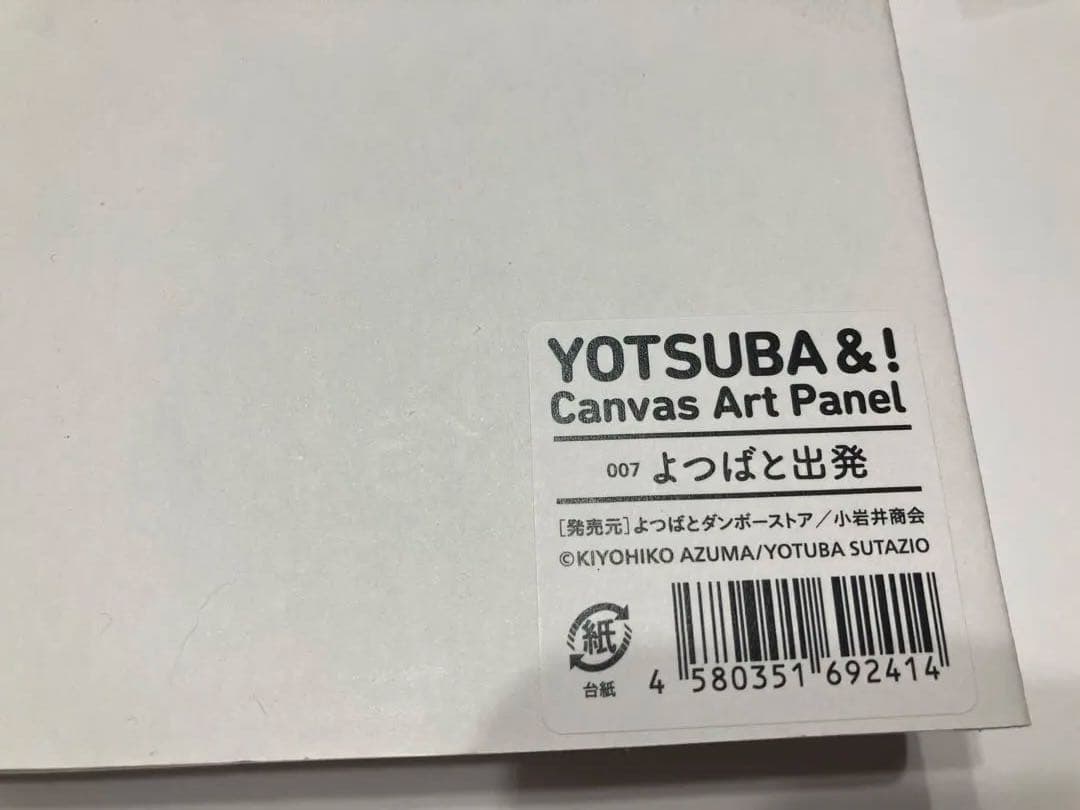 YOTSUBA &!
Canvas Art Panel
007 よつばと出発
[発売元]よつばとダンボーストア／小岩井商会
©KIYOHIKO AZUMA/YOTUBA SUTAZIO
紙
台紙
4 580351 692414